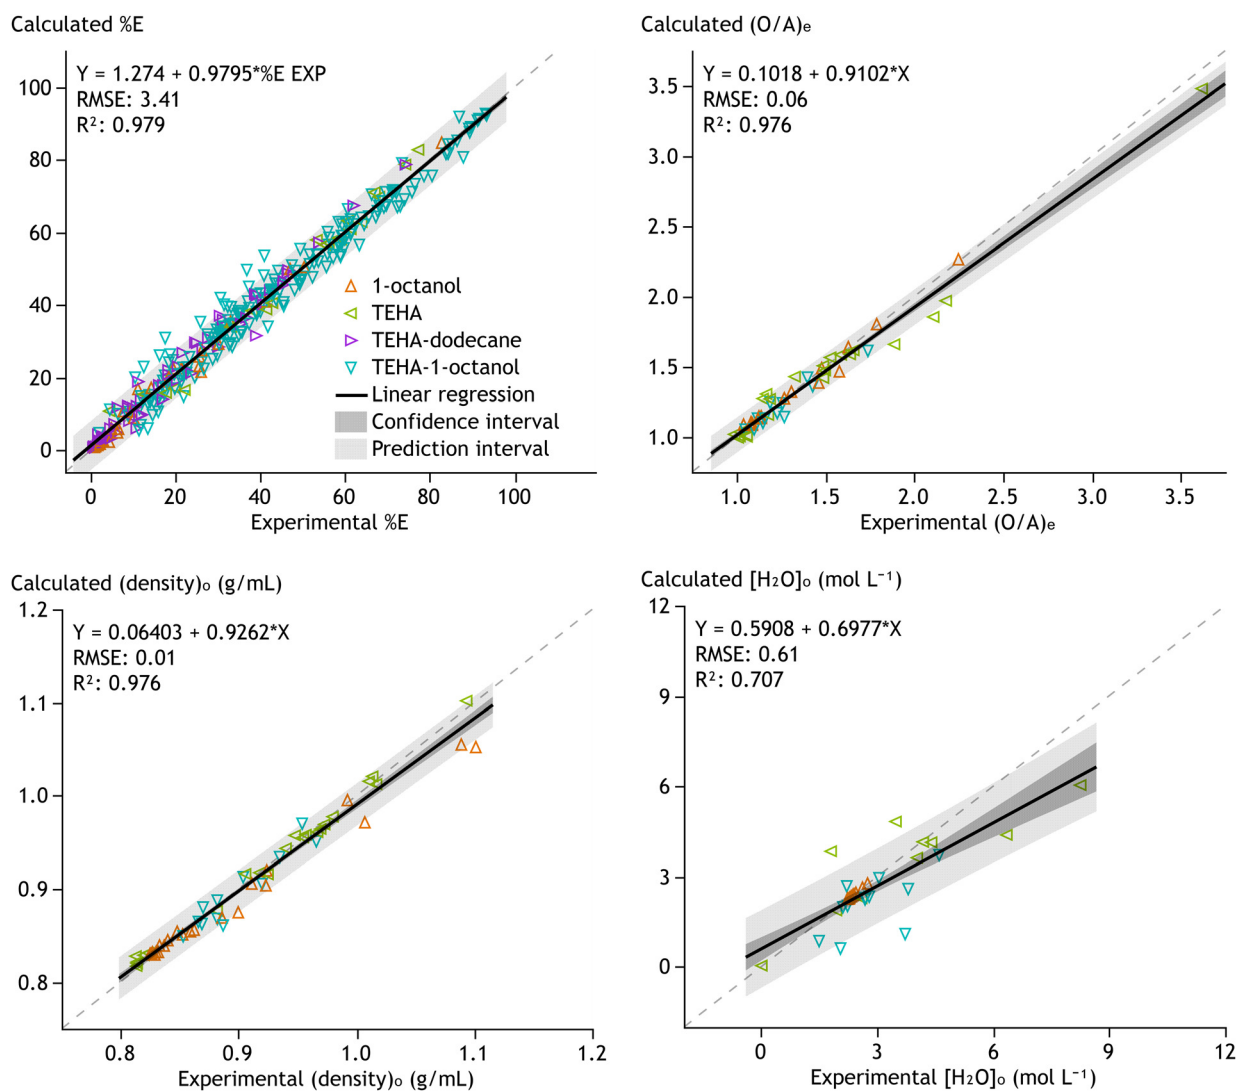 Calculated %E
Y = 1.274 + 0.9795*%E EXP
RMSE: 3.41
R²: 0.979
100
80
60
40
20
0
1-octanol
TEHA
TEHA-dodecane
TEHA-1-octanol
Linear regression
Confidence interval
Prediction interval
0 20 40 60 80 100
Experimental %E
Calculated (O/A)ₑ
Y = 0.1018 + 0.9102*X
RMSE: 0.06
R²: 0.976
3.5
3.0
2.5
2.0
1.5
1.0
1.0 1.5 2.0 2.5 3.0 3.5
Experimental (O/A)ₑ
Calculated (density)ₒ (g/mL)
1.2
Y = 0.06403 + 0.9262*X
RMSE: 0.01
R²: 0.976
1.1
1.0
0.9
0.8
0.8 0.9 1.0 1.1 1.2
Experimental (density)ₒ (g/mL)
Calculated [H₂O]ₒ (mol L⁻¹)
12
Y = 0.5908 + 0.6977*X
RMSE: 0.61
R²: 0.707
9
6
3
0
0 3 6 9 12
Experimental [H₂O]ₒ (mol L⁻¹)